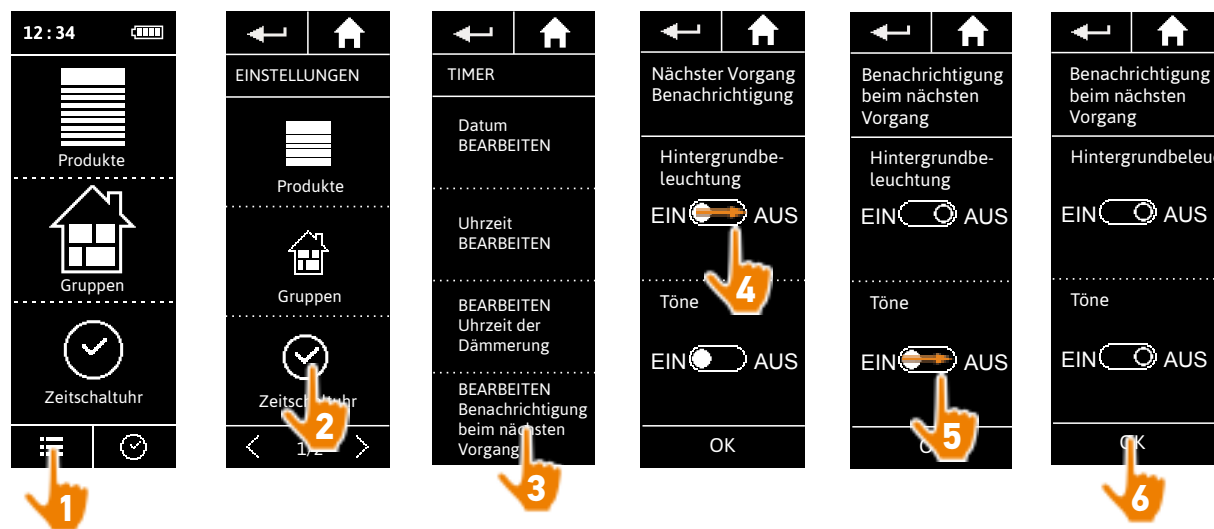 12:34
Produkte
Gruppen
Zeitschaltuhr
1
EINSTELLUNGEN
Produkte
Gruppen
2
TIMER
Datum
BEARBEITEN
Uhrzeit
BEARBEITEN
BEARBEITEN
Uhrzeit der
Dämmerung
BEARBEITEN
Benachrichtigung
beim nächsten
Vorgang
3
Nächster Vorgang
Benachrichtigung
Hintergrundbe-
leuchtung
EIN AUS
4
Töne
EIN AUS
OK
Benachrichtigung
beim nächsten
Vorgang
Hintergrundbe-
leuchtung
EIN AUS
Töne
EIN AUS
5
Benachrichtigung
beim nächsten
Vorgang
Hintergrundbeleu
EIN AUS
Töne
EIN AUS
OK
6